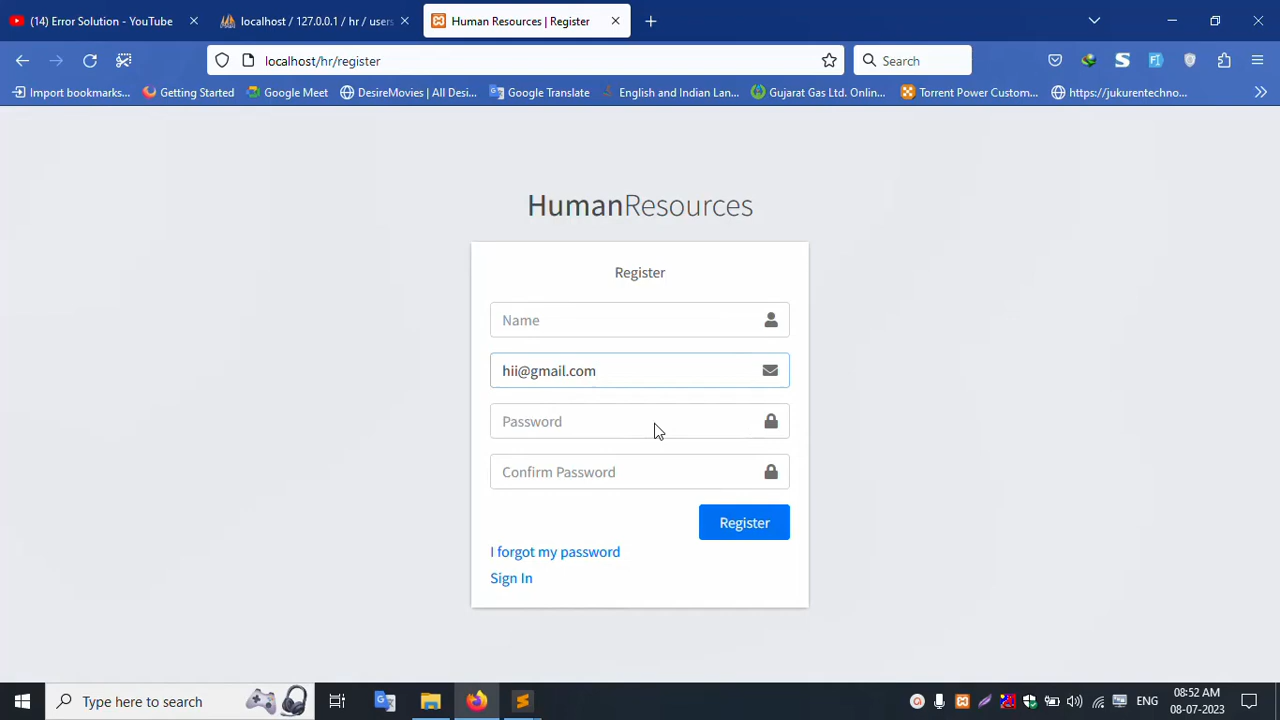 (14) Error Solution - YouTube
localhost / 127.0.0.1 / hr / users
Human Resources | Register
localhost/hr/register
Search
Import bookmarks...
Getting Started
Google Meet
DesireMovies | All Desi...
Google Translate
English and Indian Lan...
Gujarat Gas Ltd. Onlin...
Torrent Power Custom...
https://jukurentechno...
HumanResources
Register
Name
hii@gmail.com
Password
Confirm Password
Register
I forgot my password
Sign In
Type here to search
ENG
08:52 AM
08-07-2023